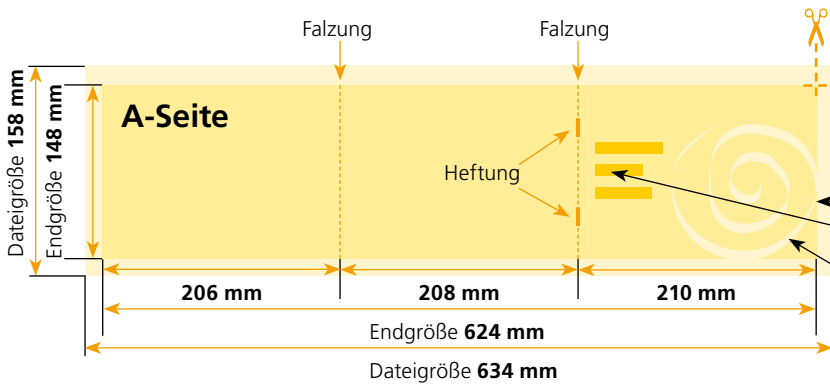 Falzung
Falzung
Dateigröße 158 mm
Endgröße 148 mm
A-Seite
Heftung
206 mm
208 mm
210 mm
Endgröße 624 mm
Dateigröße 634 mm